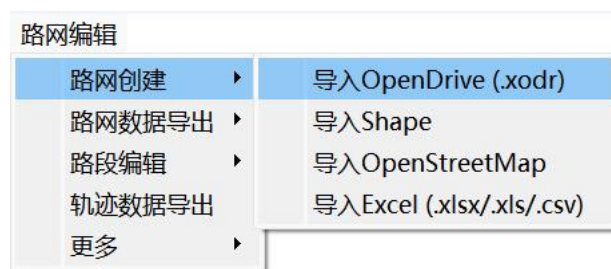 路网编辑
路网创建
路网数据导出
路段编辑
轨迹数据导出
更多
导入OpenDrive (.xodr)
导入Shape
导入OpenStreetMap
导入Excel (.xlsx/.xls/.csv)